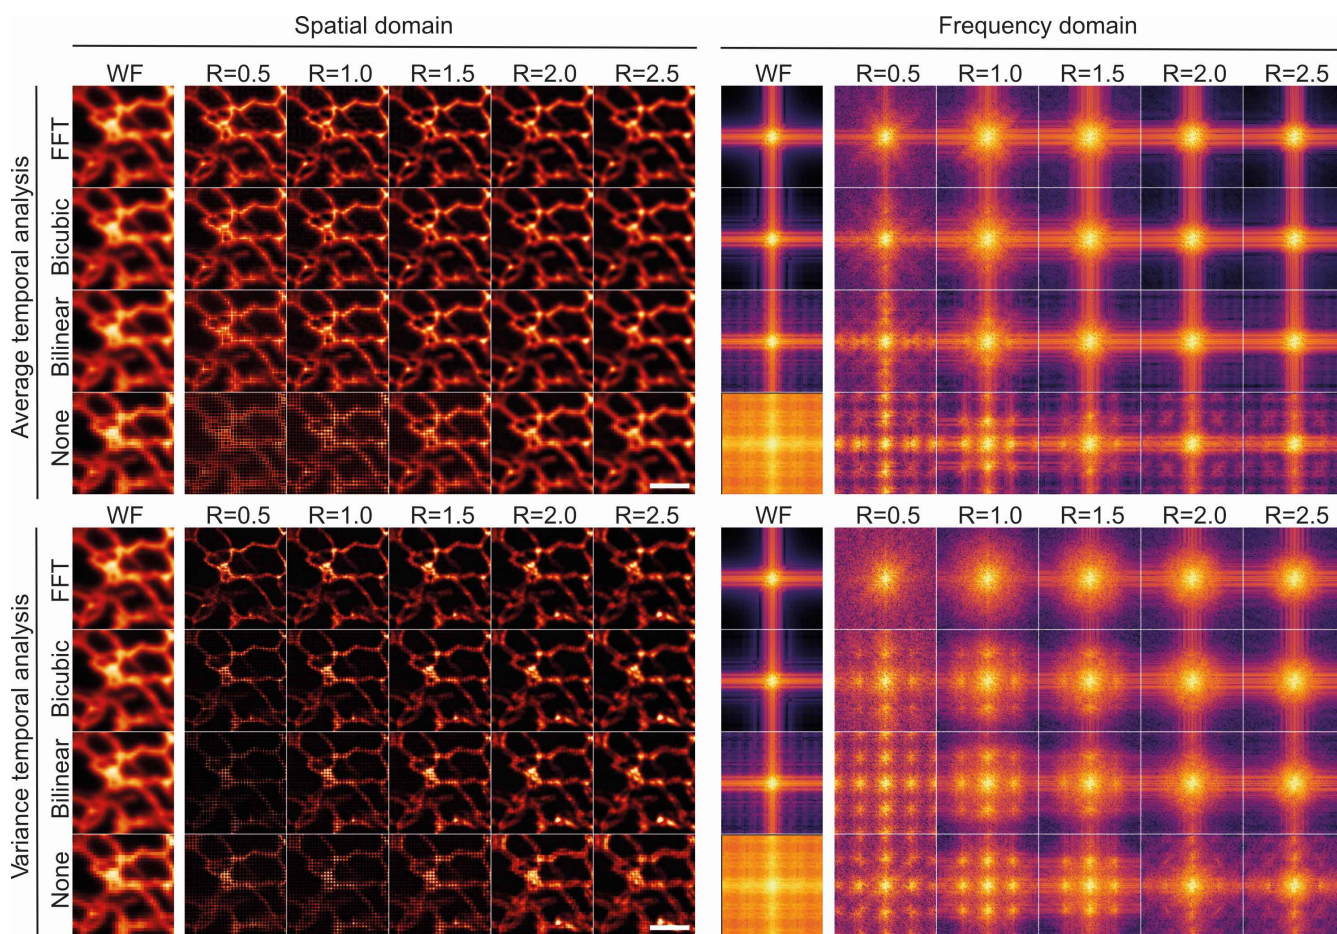 Spatial domain
Frequency domain
WF R=0.5 R=1.0 R=1.5 R=2.0 R=2.5
WF R=0.5 R=1.0 R=1.5 R=2.0 R=2.5
Average temporal analysis
FFT
Bicubic
Bilinear
None
WF R=0.5 R=1.0 R=1.5 R=2.0 R=2.5
WF R=0.5 R=1.0 R=1.5 R=2.0 R=2.5
Variance temporal analysis
FFT
Bicubic
Bilinear
None